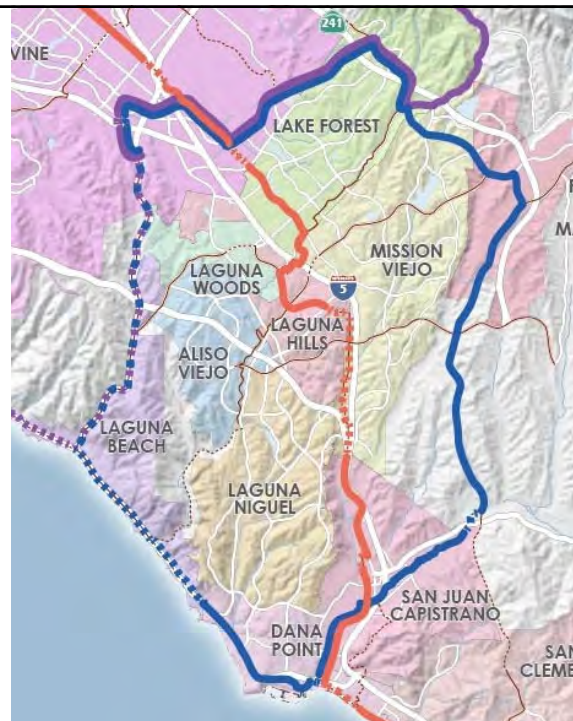 241
VINE
LAKE FOREST
MISSION
VIEJO
LAGUNA
WOODS
INTERSTATE
5
LAGUNA
HILLS
ALISO
VIEJO
LAGUNA
BEACH
LAGUNA
NIGUEL
SAN JUAN
CAPISTRANO
DANA
POINT
SAN
CLEME